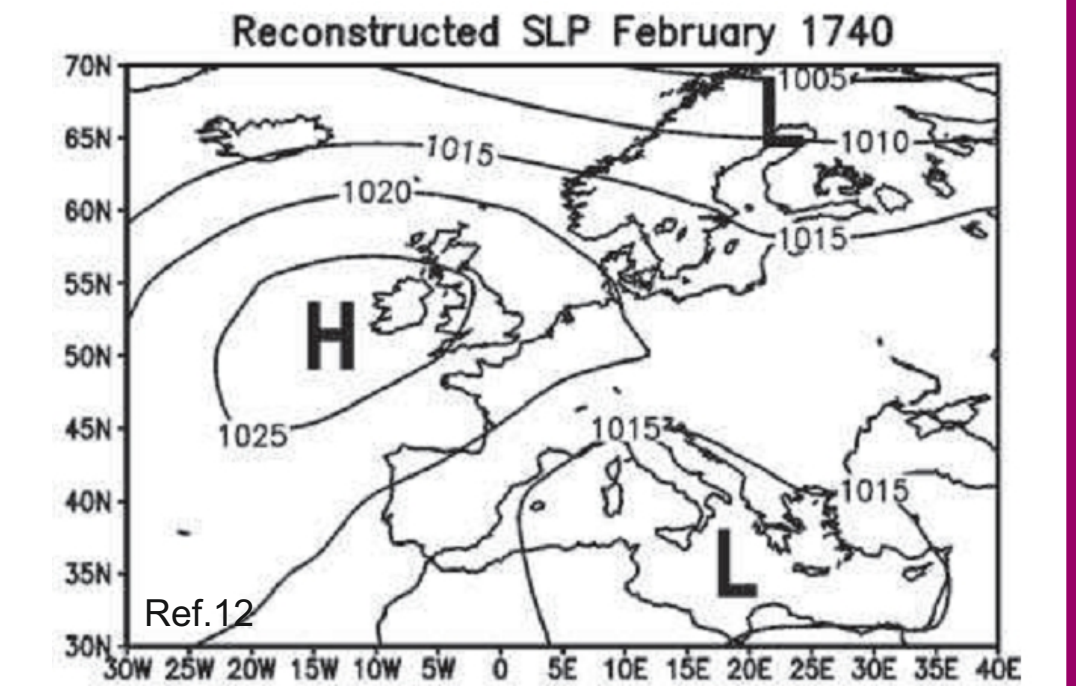 Reconstructed SLP February 1740
70N
1005
L
65N
1010
1015
1020
60N
1015
55N
H
50N
45N
1025
1015
1015
40N
L
35N
Ref.12
30N
30W 25W 20W 15W 10W 5W 0 5E 10E 15E 20E 25E 30E 35E 40E